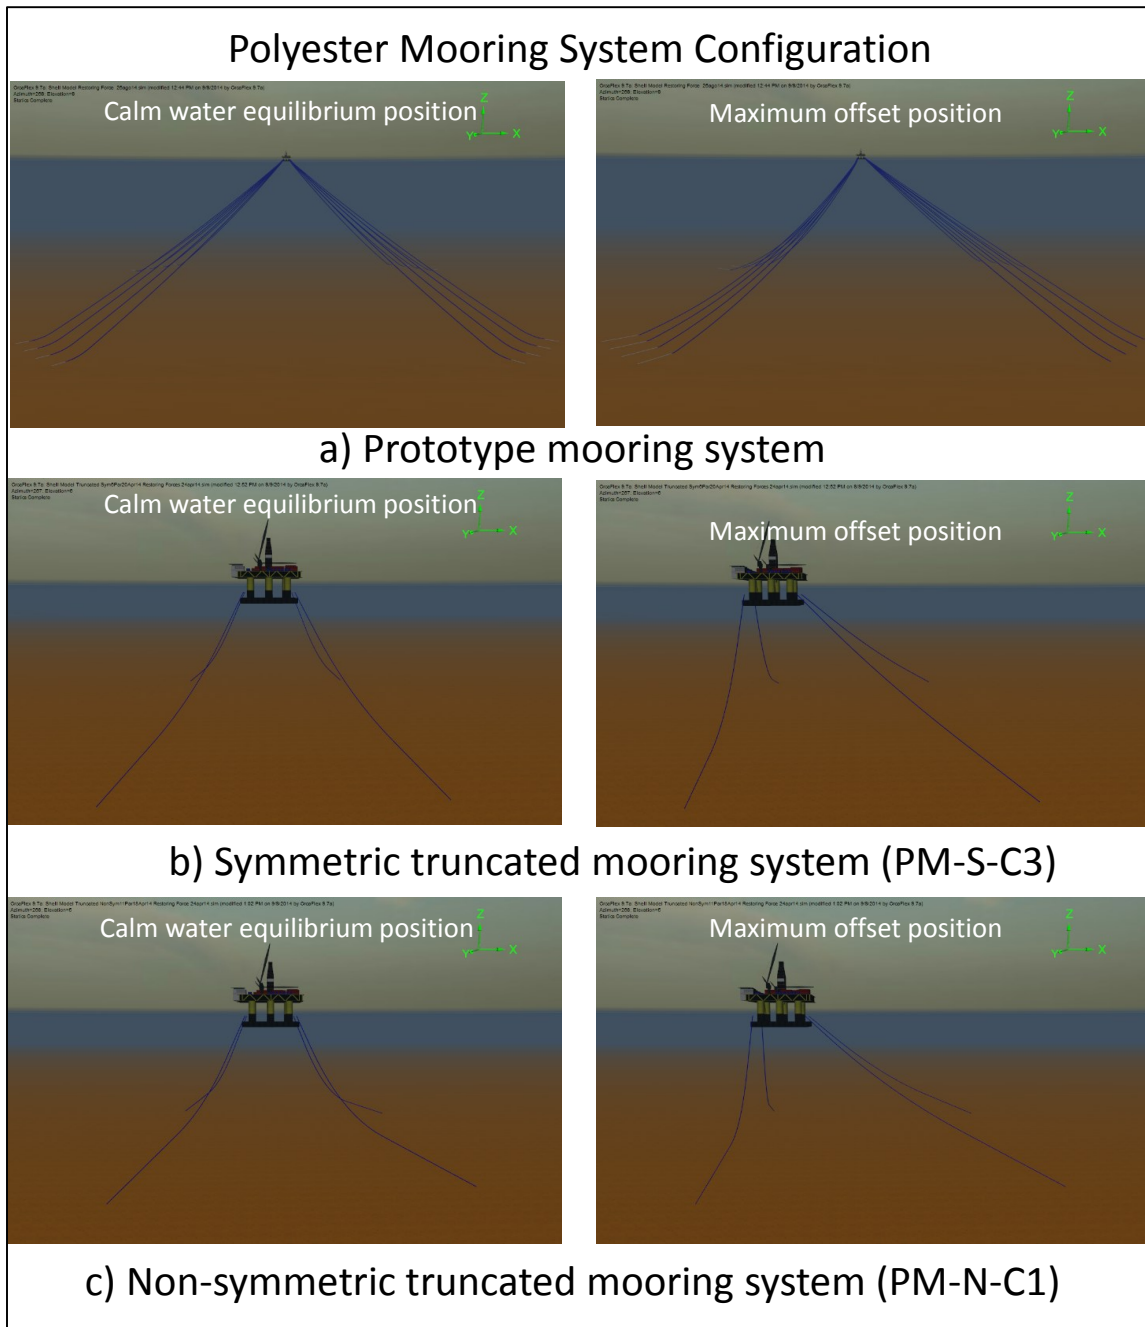 Polyester Mooring System Configuration
Calm water equilibrium position
Z
Y
X
Maximum offset position
Z
Y
X
a) Prototype mooring system
Calm water equilibrium position
Z
Y
X
Maximum offset position
Z
Y
X
b) Symmetric truncated mooring system (PM-S-C3)
Calm water equilibrium position
Z
Y
X
Maximum offset position
Z
Y
X
c) Non-symmetric truncated mooring system (PM-N-C1)